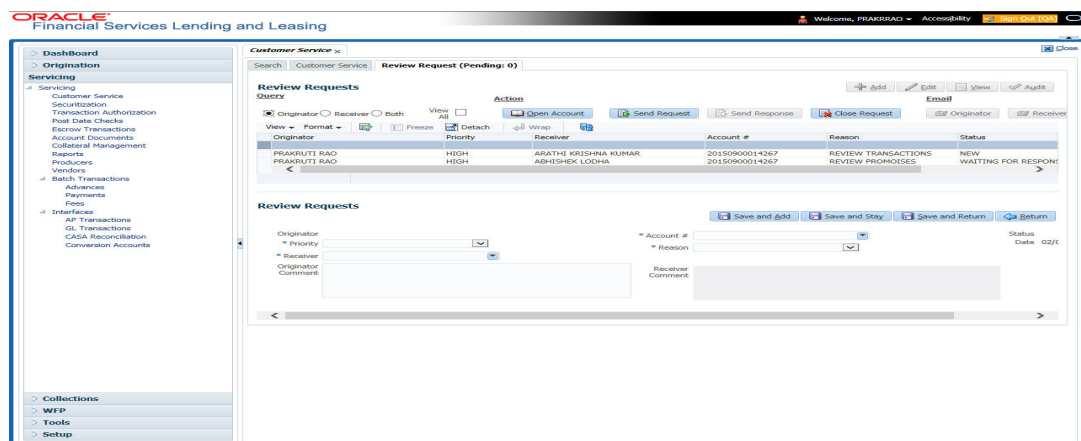 ORACLE
Financial Services Lending and Leasing
Welcome, PRAKRRAO Accessibility Sign Out [QA]
DashBoard
Origination
Servicing
Servicing
Customer Service
Securitization
Transaction Authorization
Post Date Checks
Escrow Transactions
Account Documents
Collateral Management
Reports
Producers
Vendors
Batch Transactions
Advances
Payments
Fees
Interfaces
AP Transactions
GL Transactions
CASA Reconciliation
Conversion Accounts
Collections
WFP
Tools
Setup
Customer Service x Close
Search Customer Service Review Request (Pending: 0)
Review Requests Add Edit View Audit
Query Action Email
Originator Receiver Both View All Open Account Send Request Send Response Close Request Originator Receiver
View Format Freeze Detach Wrap
Originator Priority Receiver Account # Reason Status
PRAKRUTI RAO HIGH ARATHI KRISHNA KUMAR 20150900014267 REVIEW TRANSACTIONS NEW
PRAKRUTI RAO HIGH ABHISHEK LODHA 20150900014267 REVIEW PROMOISES WAITING FOR RESPONS
Review Requests
Save and Add Save and Stay Save and Return Return
Originator * Account # Status
* Priority * Reason Date 02/0
* Receiver
Originator Comment Receiver Comment